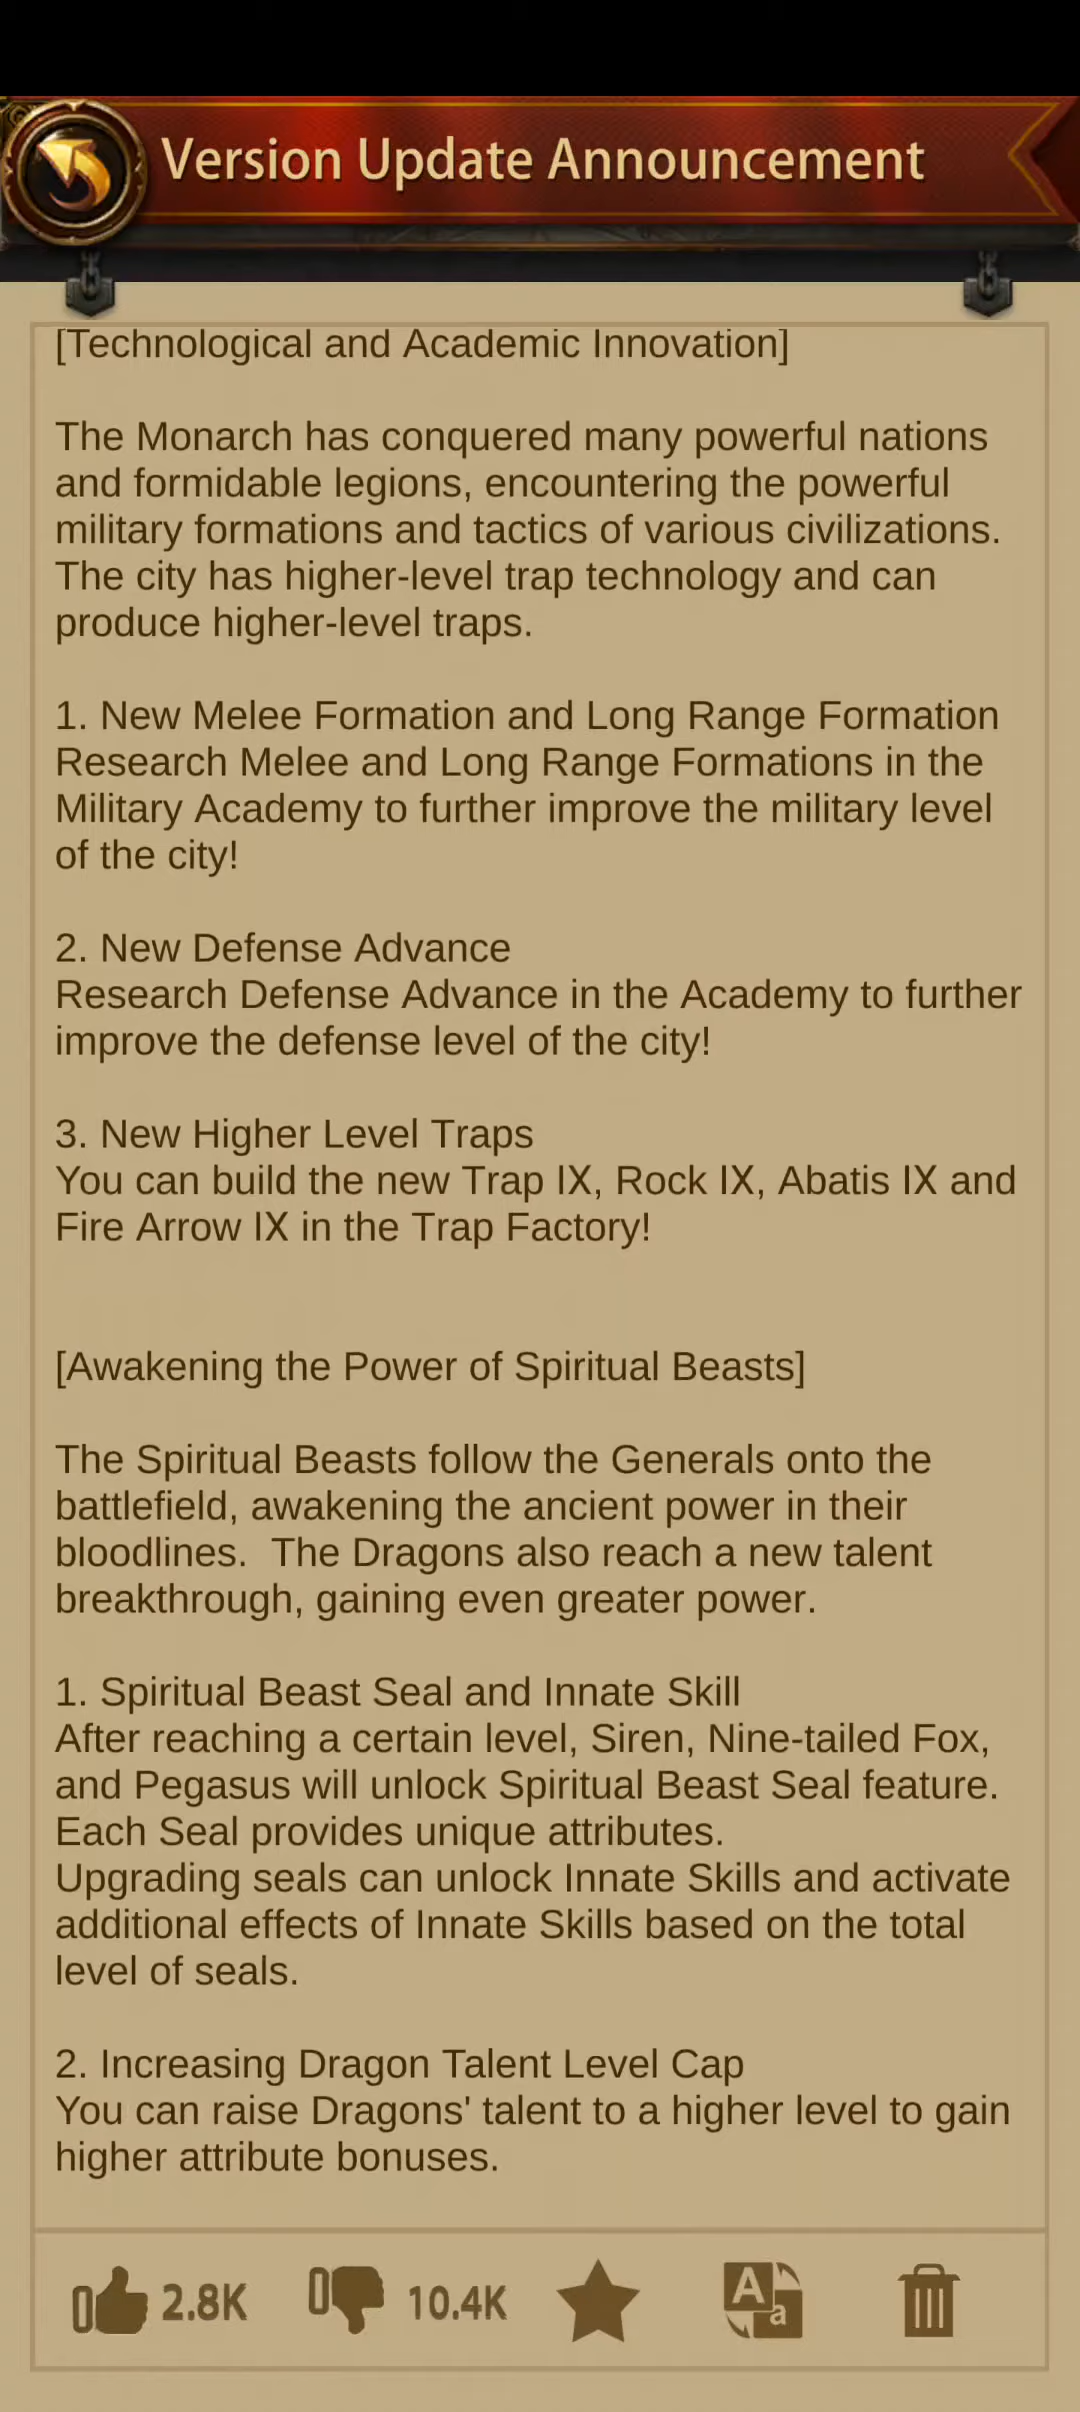 Version Update Announcement
[Technological and Academic Innovation]
The Monarch has conquered many powerful nations
and formidable legions, encountering the powerful
military formations and tactics of various civilizations.
The city has higher-level trap technology and can
produce higher-level traps.
1. New Melee Formation and Long Range Formation
Research Melee and Long Range Formations in the
Military Academy to further improve the military level
of the city!
2. New Defense Advance
Research Defense Advance in the Academy to further
improve the defense level of the city!
3. New Higher Level Traps
You can build the new Trap Ⅸ, Rock Ⅸ, Abatis Ⅸ and
Fire Arrow Ⅸ in the Trap Factory!
[Awakening the Power of Spiritual Beasts]
The Spiritual Beasts follow the Generals onto the
battlefield, awakening the ancient power in their
bloodlines.  The Dragons also reach a new talent
breakthrough, gaining even greater power.
1. Spiritual Beast Seal and Innate Skill
After reaching a certain level, Siren, Nine-tailed Fox,
and Pegasus will unlock Spiritual Beast Seal feature.
Each Seal provides unique attributes.
Upgrading seals can unlock Innate Skills and activate
additional effects of Innate Skills based on the total
level of seals.
2. Increasing Dragon Talent Level Cap
You can raise Dragons' talent to a higher level to gain
higher attribute bonuses.
2.8K 10.4K A a